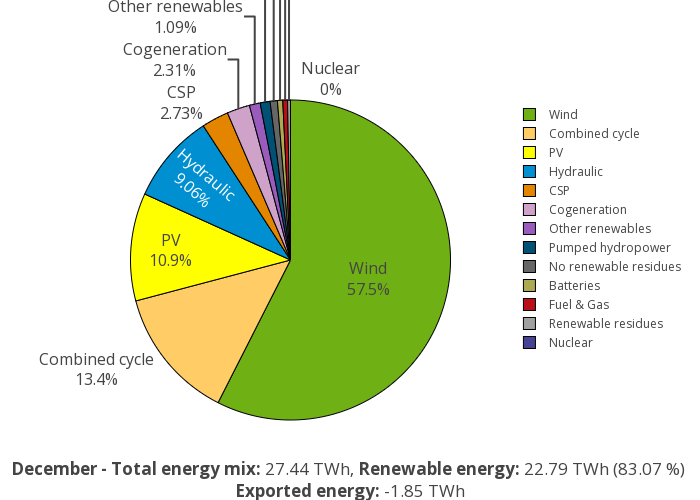 Other renewables
1.09%
Cogeneration
2.31%
CSP
2.73%
Nuclear
0%
Hydraulic
9.06%
PV
10.9%
Wind
57.5%
Combined cycle
13.4%
Wind
Combined cycle
PV
Hydraulic
CSP
Cogeneration
Other renewables
Pumped hydropower
No renewable residues
Batteries
Fuel & Gas
Renewable residues
Nuclear
December - Total energy mix: 27.44 TWh, Renewable energy: 22.79 TWh (83.07 %)
Exported energy: -1.85 TWh